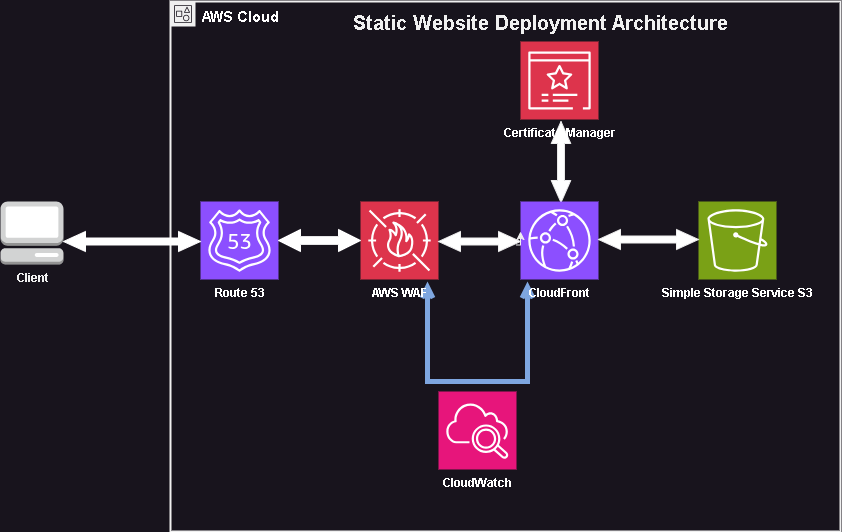 AWS Cloud
Static Website Deployment Architecture
Certificate Manager
53
Client
Route 53
AWS WAF
CloudFront
Simple Storage Service S3
CloudWatch